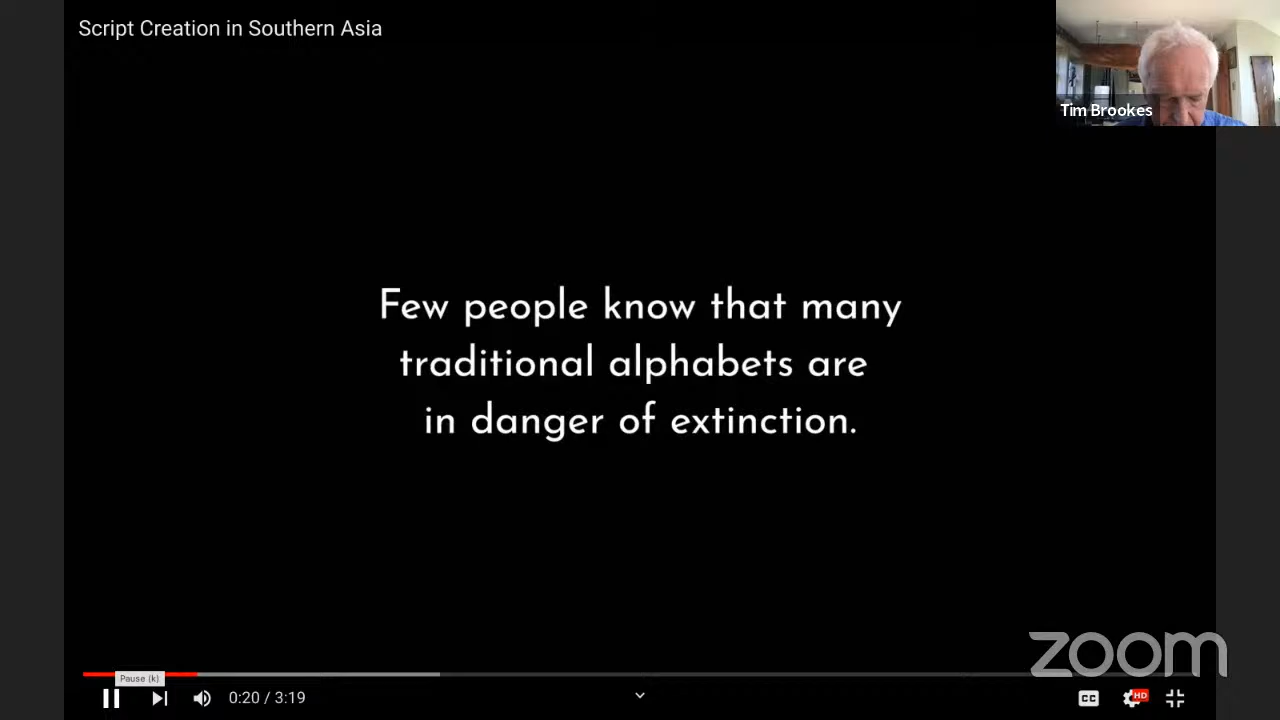 Script Creation in Southern Asia
Tim Brookes
Few people know that many
traditional alphabets are
in danger of extinction.
zoom
Pause (k)
0:20 / 3:19
CC
HD